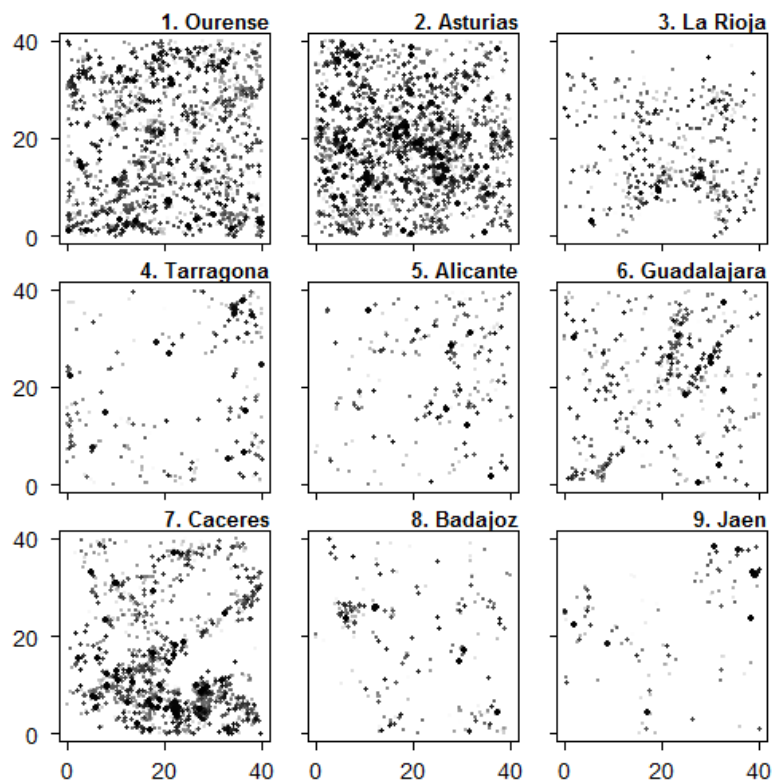 1. Ourense 2. Asturias 3. La Rioja
40
20
0
4. Tarragona 5. Alicante 6. Guadalajara
40
20
0
7. Caceres 8. Badajoz 9. Jaen
40
20
0
0 20 40 0 20 40 0 20 40